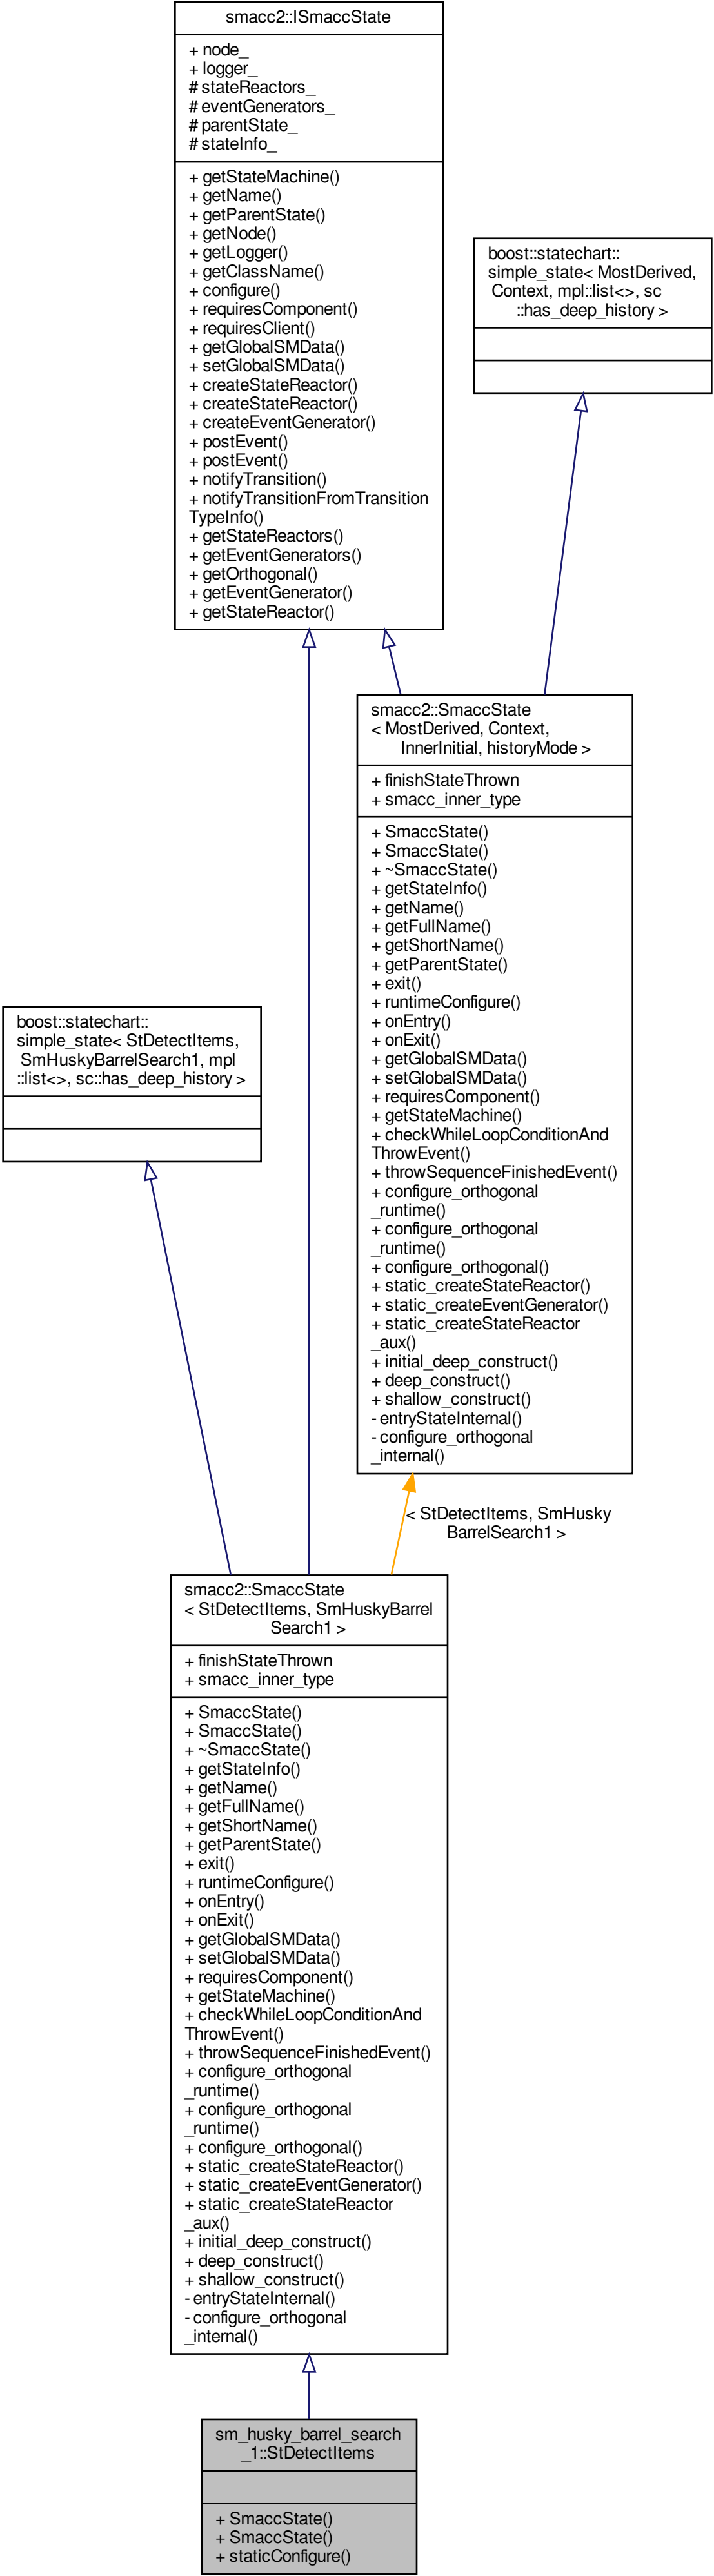 smacc2::ISmaccState
+ node_
+ logger_
# stateReactors_
# eventGenerators_
# parentState_
# stateInfo_
+ getStateMachine()
+ getName()
+ getParentState()
+ getNode()
+ getLogger()
+ getClassName()
+ configure()
+ requiresComponent()
+ requiresClient()
+ getGlobalSMData()
+ setGlobalSMData()
+ createStateReactor()
+ createStateReactor()
+ createEventGenerator()
+ postEvent()
+ postEvent()
+ notifyTransition()
+ notifyTransitionFromTransition
TypeInfo()
+ getStateReactors()
+ getEventGenerators()
+ getOrthogonal()
+ getEventGenerator()
+ getStateReactor()
boost::statechart::
simple_state< MostDerived,
Context, mpl::list<>, sc
::has_deep_history >
smacc2::SmaccState
< MostDerived, Context,
InnerInitial, historyMode >
+ finishStateThrown
+ smacc_inner_type
+ SmaccState()
+ SmaccState()
+ ~SmaccState()
+ getStateInfo()
+ getName()
+ getFullName()
+ getShortName()
+ getParentState()
+ exit()
+ runtimeConfigure()
+ onEntry()
+ onExit()
+ getGlobalSMData()
+ setGlobalSMData()
+ requiresComponent()
+ getStateMachine()
+ checkWhileLoopConditionAnd
ThrowEvent()
+ throwSequenceFinishedEvent()
+ configure_orthogonal
_runtime()
+ configure_orthogonal
_runtime()
+ configure_orthogonal()
+ static_createStateReactor()
+ static_createEventGenerator()
+ static_createStateReactor
_aux()
+ initial_deep_construct()
+ deep_construct()
+ shallow_construct()
- entryStateInternal()
- configure_orthogonal
_internal()
boost::statechart::
simple_state< StDetectItems,
SmHuskyBarrelSearch1, mpl
::list<>, sc::has_deep_history >
< StDetectItems, SmHusky
BarrelSearch1 >
smacc2::SmaccState
< StDetectItems, SmHuskyBarrel
Search1 >
+ finishStateThrown
+ smacc_inner_type
+ SmaccState()
+ SmaccState()
+ ~SmaccState()
+ getStateInfo()
+ getName()
+ getFullName()
+ getShortName()
+ getParentState()
+ exit()
+ runtimeConfigure()
+ onEntry()
+ onExit()
+ getGlobalSMData()
+ setGlobalSMData()
+ requiresComponent()
+ getStateMachine()
+ checkWhileLoopConditionAnd
ThrowEvent()
+ throwSequenceFinishedEvent()
+ configure_orthogonal
_runtime()
+ configure_orthogonal
_runtime()
+ configure_orthogonal()
+ static_createStateReactor()
+ static_createEventGenerator()
+ static_createStateReactor
_aux()
+ initial_deep_construct()
+ deep_construct()
+ shallow_construct()
- entryStateInternal()
- configure_orthogonal
_internal()
sm_husky_barrel_search
_1::StDetectItems
+ SmaccState()
+ SmaccState()
+ staticConfigure()